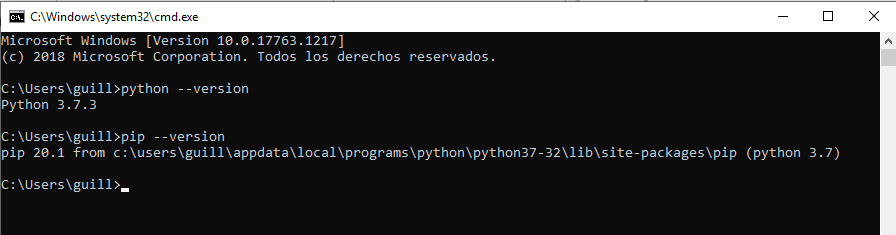 C:\Windows\system32\cmd.exe
Microsoft Windows [Version 10.0.17763.1217]
(c) 2018 Microsoft Corporation. Todos los derechos reservados.
C:\Users\guill>python --version
Python 3.7.3
C:\Users\guill>pip --version
pip 20.1 from c:\users\guill\appdata\local\programs\python\python37-32\lib\site-packages\pip (python 3.7)
C:\Users\guill>